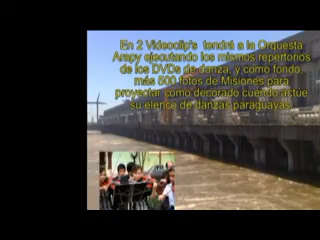 En 2 Videoclip's tendrá a la Orquesta
Arapy ejecutando los mismos repertorios
de los DVDs de danza, y como fondo,
más 600 fotos de Misiones para
proyectar como decorado cuando actúe
su elenco de danzas paraguayas